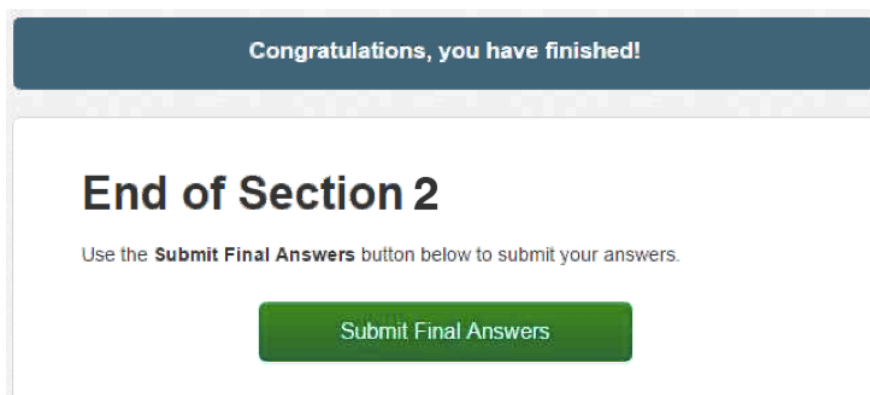 Congratulations, you have finished!
End of Section 2
Use the Submit Final Answers button below to submit your answers.
Submit Final Answers